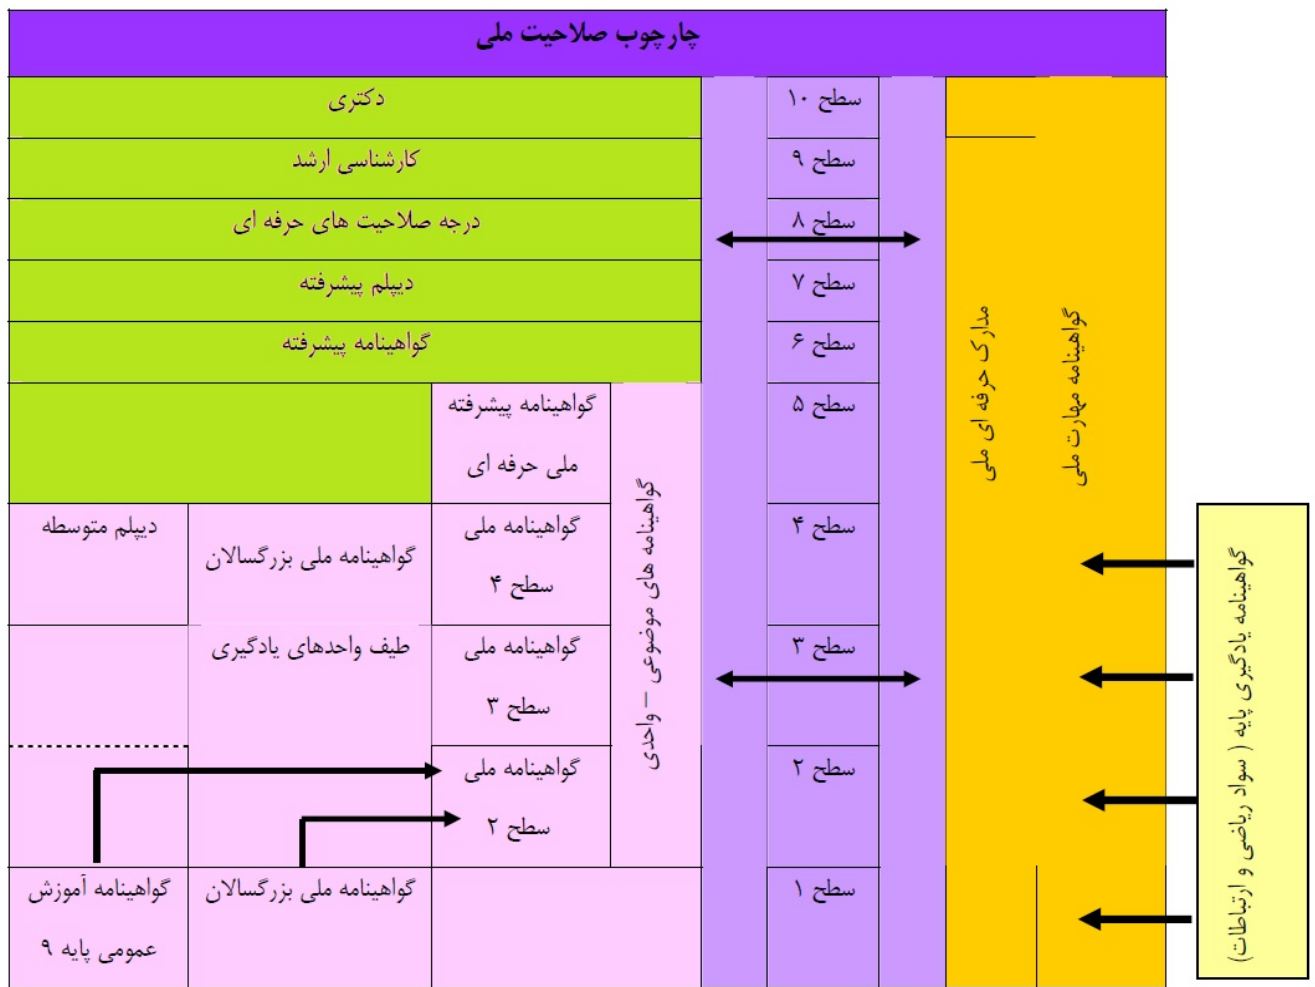 چارچوب صلاحیت ملی
سطح ۱۰
دکتری
سطح ۹
کارشناسی ارشد
سطح ۸
درجه صلاحیت های حرفه ای
سطح ۷
دیپلم پیشرفته
سطح ۶
گواهینامه پیشرفته
سطح ۵
گواهینامه پیشرفته
ملی حرفه ای
سطح ۴
گواهینامه ملی
سطح ۴
گواهینامه ملی بزرگسالان
دیپلم متوسطه
سطح ۳
گواهینامه ملی
سطح ۳
طیف واحدهای یادگیری
سطح ۲
گواهینامه ملی
سطح ۲
سطح ۱
گواهینامه ملی بزرگسالان
گواهینامه آموزش
عمومی پایه ۹
گواهینامه های موضوعی – واحدی
مدارک حرفه ای ملی
گواهینامه مهارت ملی
گواهینامه یادگیری پایه ( سواد ریاضی و ارتباطات)